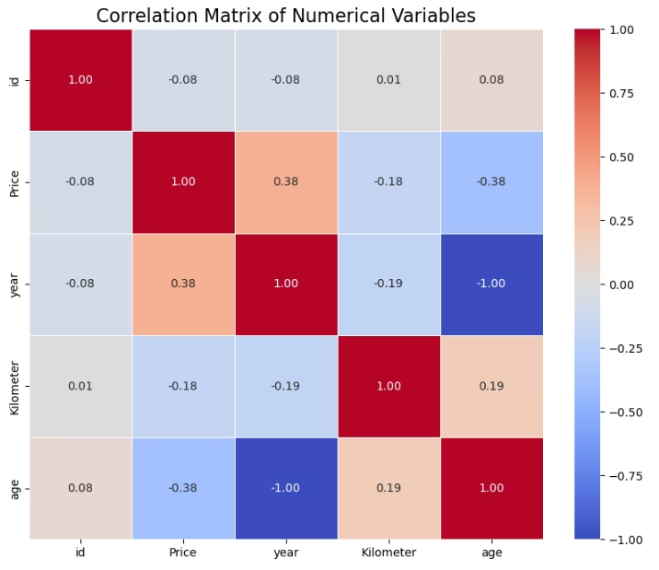 Correlation Matrix of Numerical Variables
id 1.00 -0.08 -0.08 0.01 0.08
Price -0.08 1.00 0.38 -0.18 -0.38
year -0.08 0.38 1.00 -0.19 -1.00
Kilometer 0.01 -0.18 -0.19 1.00 0.19
age 0.08 -0.38 -1.00 0.19 1.00
id Price year Kilometer age
1.00
0.75
0.50
0.25
0.00
−0.25
−0.50
−0.75
−1.00